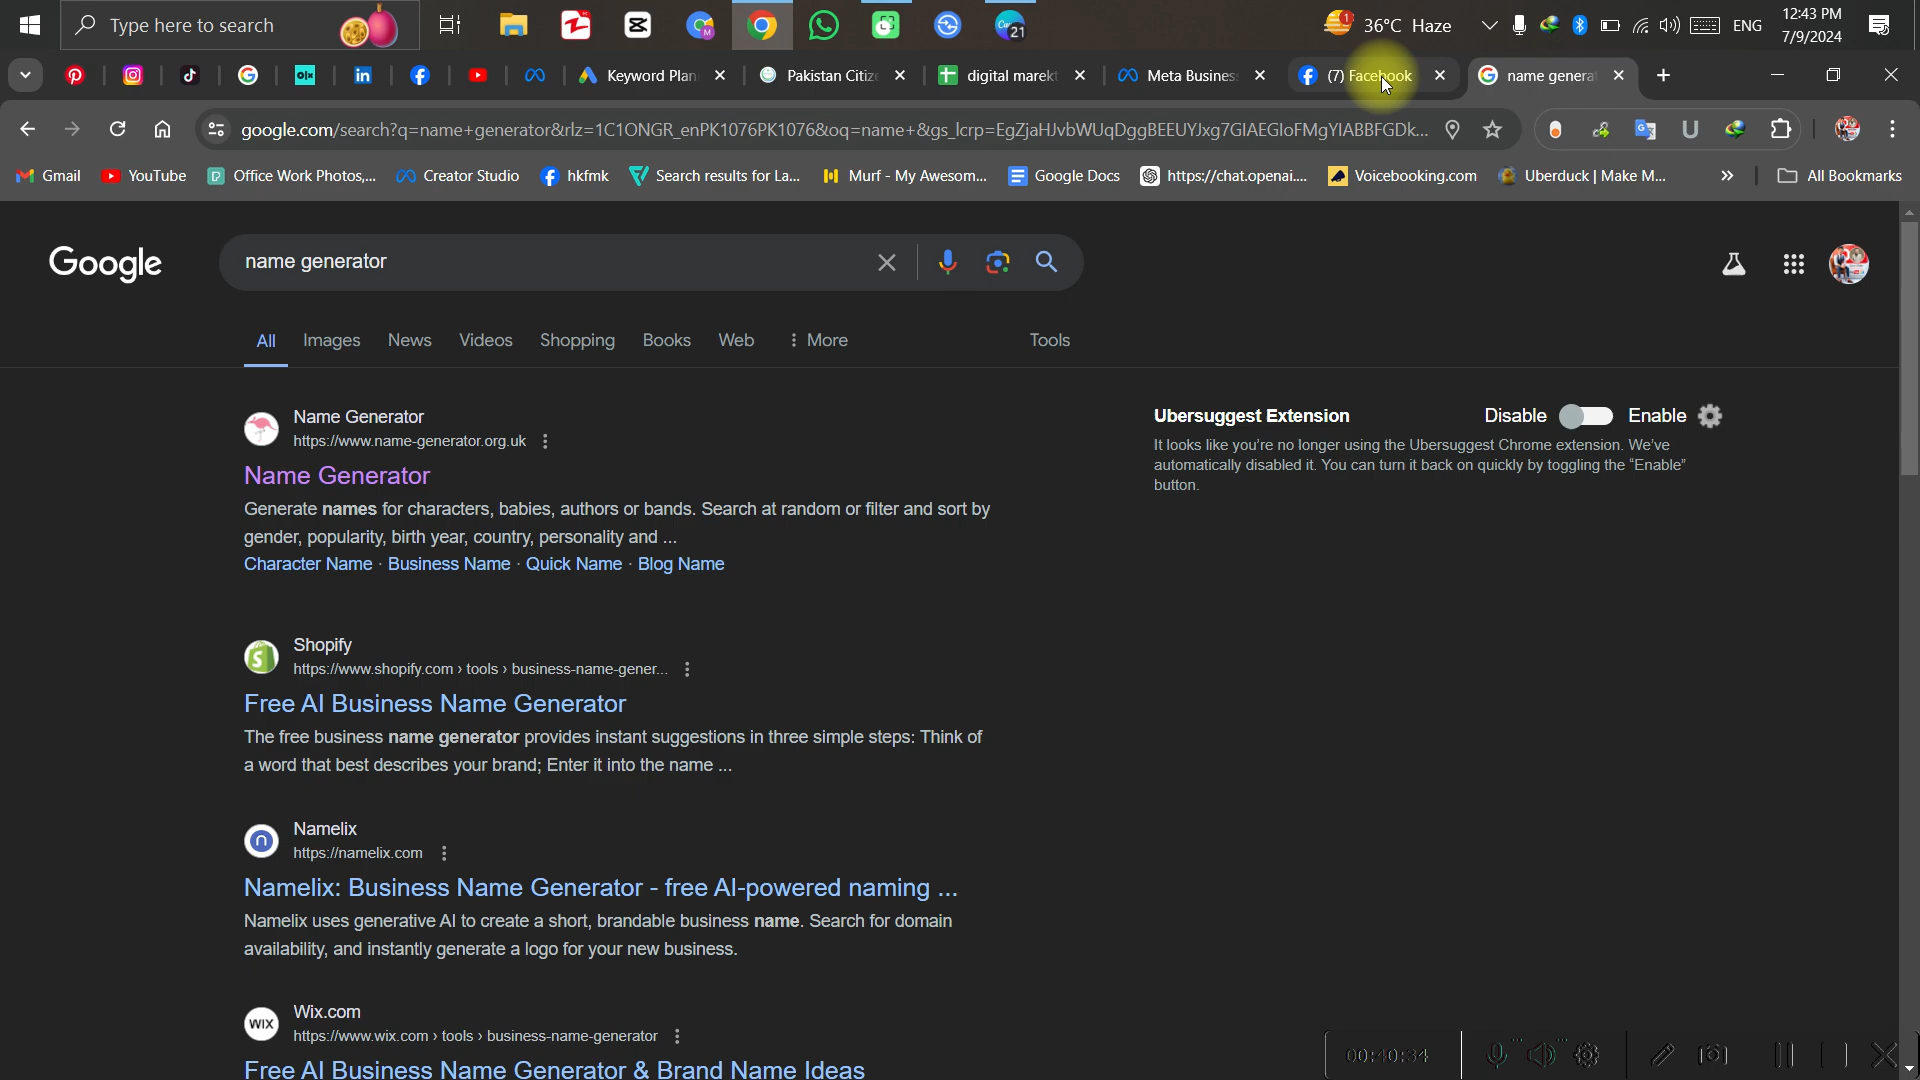 Type here to search
21
1
36°C Haze
ENG
12:43 PM
7/9/2024
Keyword Plan
Pakistan Citiz
digital marekt
Meta Busines
(7) Facebook
name genera
google.com/search?q=name+generator&rlz=1C1ONGR_enPK1076PK1076&oq=name+&gs_lcrp=EgZjaHJvbWUqDggBEEUYJxg7GIAEGIoFMgYIABBFGDk...
Gmail
YouTube
Office Work Photos,...
Creator Studio
hkfmk
Search results for La...
Murf - My Awesom...
Google Docs
https://chat.openai....
Voicebooking.com
Uberduck | Make M...
All Bookmarks
Google
name generator
All
Images
News
Videos
Shopping
Books
Web
More
Tools
Name Generator
https://www.name-generator.org.uk
Name Generator
Generate names for characters, babies, authors or bands. Search at random or filter and sort by
gender, popularity, birth year, country, personality and ...
Character Name · Business Name · Quick Name · Blog Name
Ubersuggest Extension
Disable
Enable
It looks like you're no longer using the Ubersuggest Chrome extension. We've
automatically disabled it. You can turn it back on quickly by toggling the “Enable”
button.
Shopify
https://www.shopify.com › tools › business-name-gener...
Free AI Business Name Generator
The free business name generator provides instant suggestions in three simple steps: Think of
a word that best describes your brand; Enter it into the name ...
Namelix
https://namelix.com
Namelix: Business Name Generator - free AI-powered naming ...
Namelix uses generative AI to create a short, brandable business name. Search for domain
availability, and instantly generate a logo for your new business.
WIX
Wix.com
https://www.wix.com › tools › business-name-generator
Free AI Business Name Generator & Brand Name Ideas
00:40:34